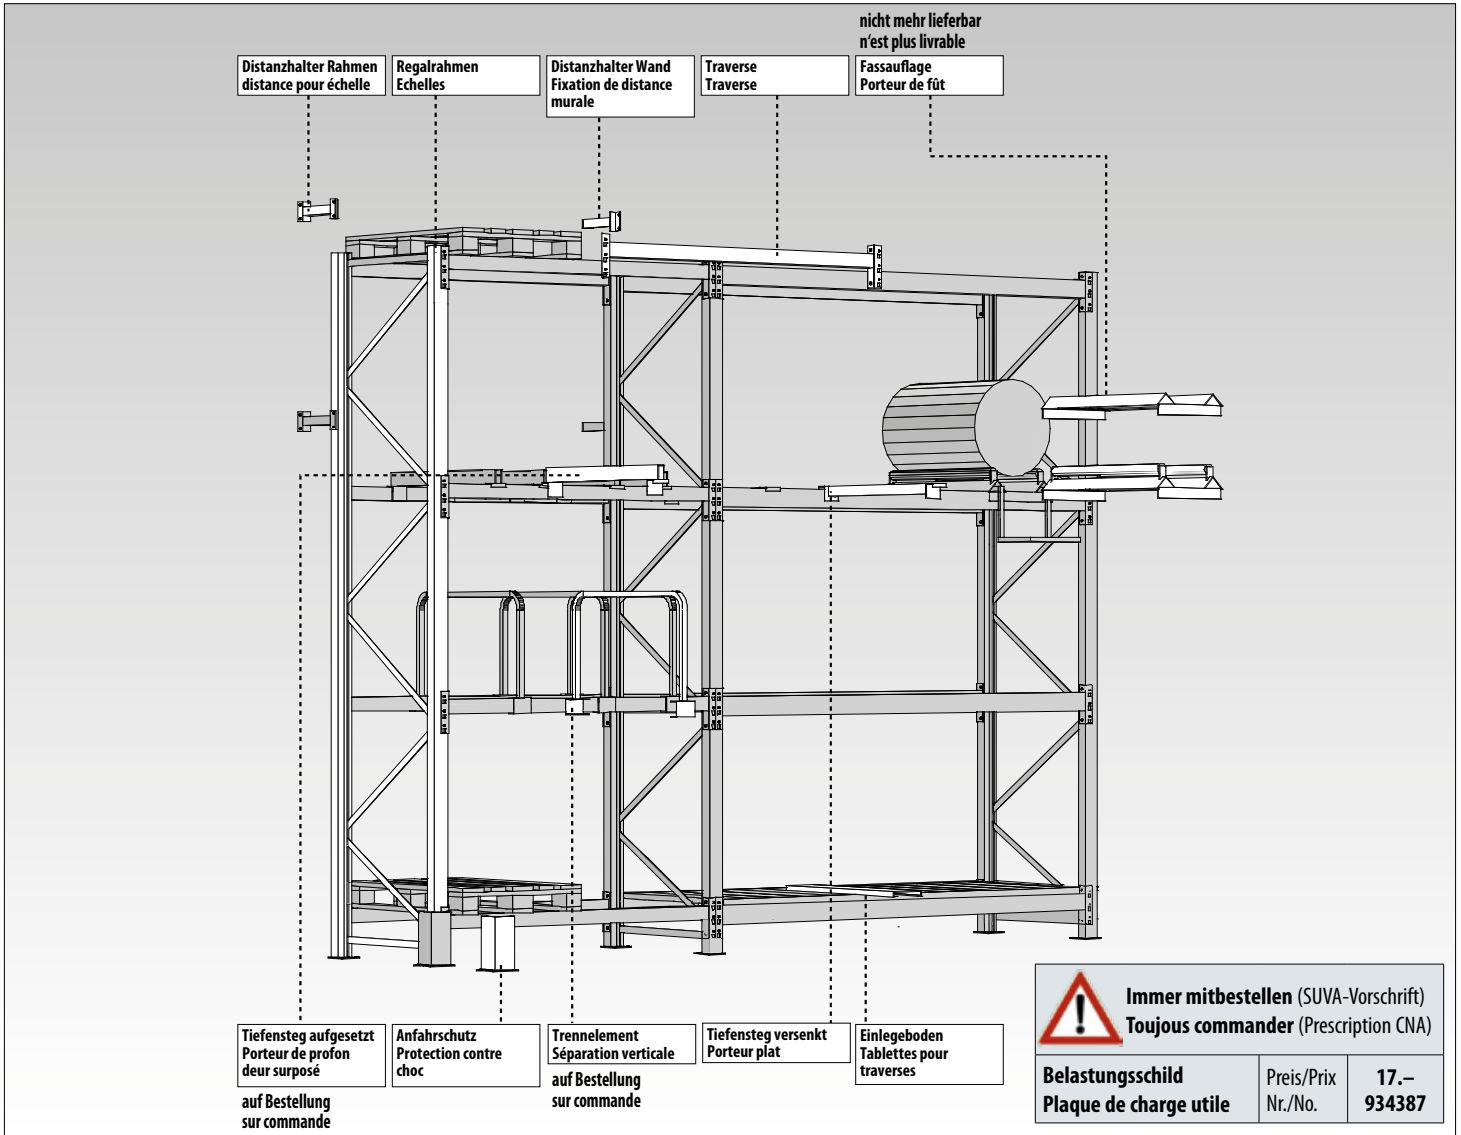 nicht mehr lieferbar
n'est plus livrable
Distanzhalter Rahmen
distance pour échelle
Regalrahmen
Echelles
Distanzhalter Wand
Fixation de distance
murale
Traverse
Traverse
Fassauflage
Porteur de fût
Tiefensteg aufgesetzt
Porteur de profon
deur surposé
auf Bestellung
sur commande
Anfahrschutz
Protection contre
choc
Trennelement
Séparation verticale
auf Bestellung
sur commande
Tiefensteg versenkt
Porteur plat
Einlegeboden
Tablettes pour
traverses
Immer mitbestellen (SUVA-Vorschrift)
Toujous commander (Prescription CNA)
Belastungsschild
Plaque de charge utile
Preis/Prix
Nr./No.
17.–
934387